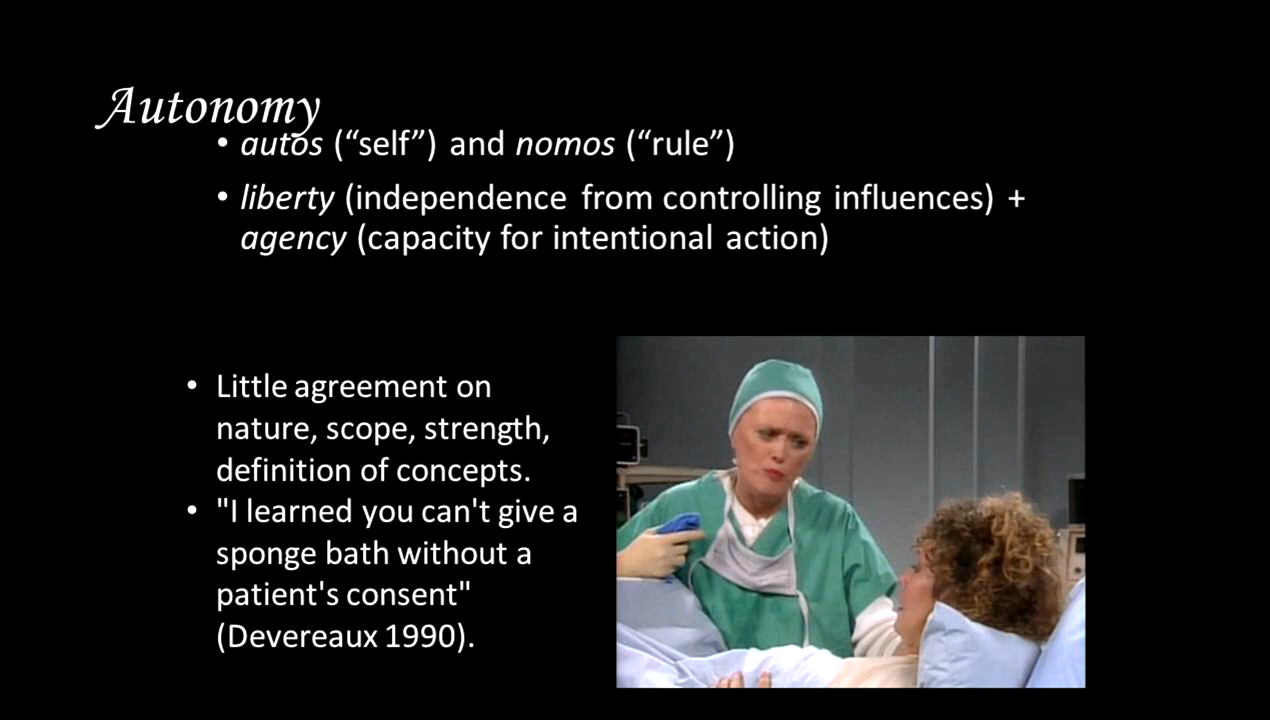 Autonomy
• autos (“self”) and nomos (“rule”)
• liberty (independence from controlling influences) +
agency (capacity for intentional action)
• Little agreement on
nature, scope, strength,
definition of concepts.
• "I learned you can't give a
sponge bath without a
patient's consent"
(Devereaux 1990).